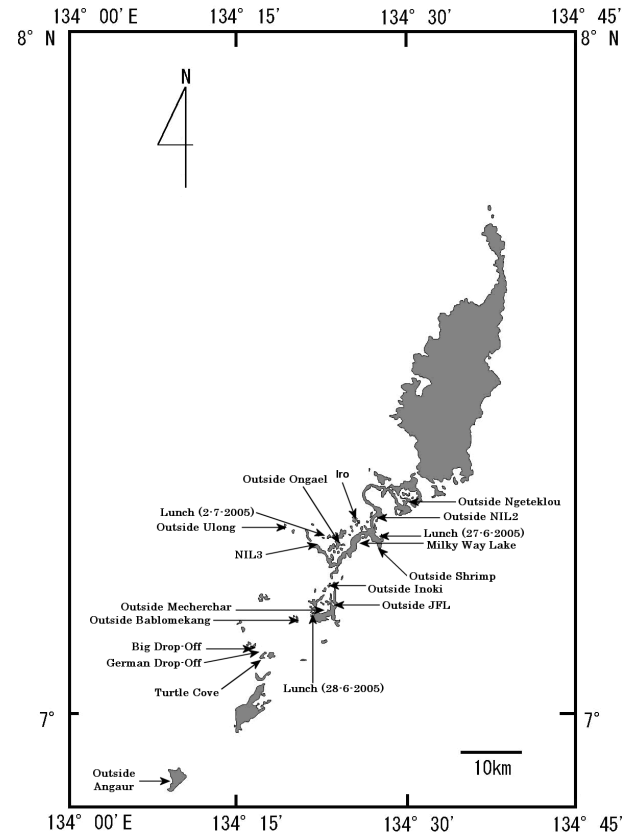 134° 00' E 134° 15' 134° 30' 134° 45'
8° N 8° N
N
Iro
Outside Ongael
Outside Ngeteklou
Lunch (2-7-2005)
Outside NIL2
Outside Ulong
Lunch (27-6-2005)
Milky Way Lake
NIL3
Outside Shrimp
Outside Inoki
Outside Mecherchar
Outside JFL
Outside Bablomekang
Big Drop-Off
German Drop-Off
Lunch (28-6-2005)
Turtle Cove
7° 7°
10km
Outside
Angaur
134° 00' E 134° 15' 134° 30' 134° 45'